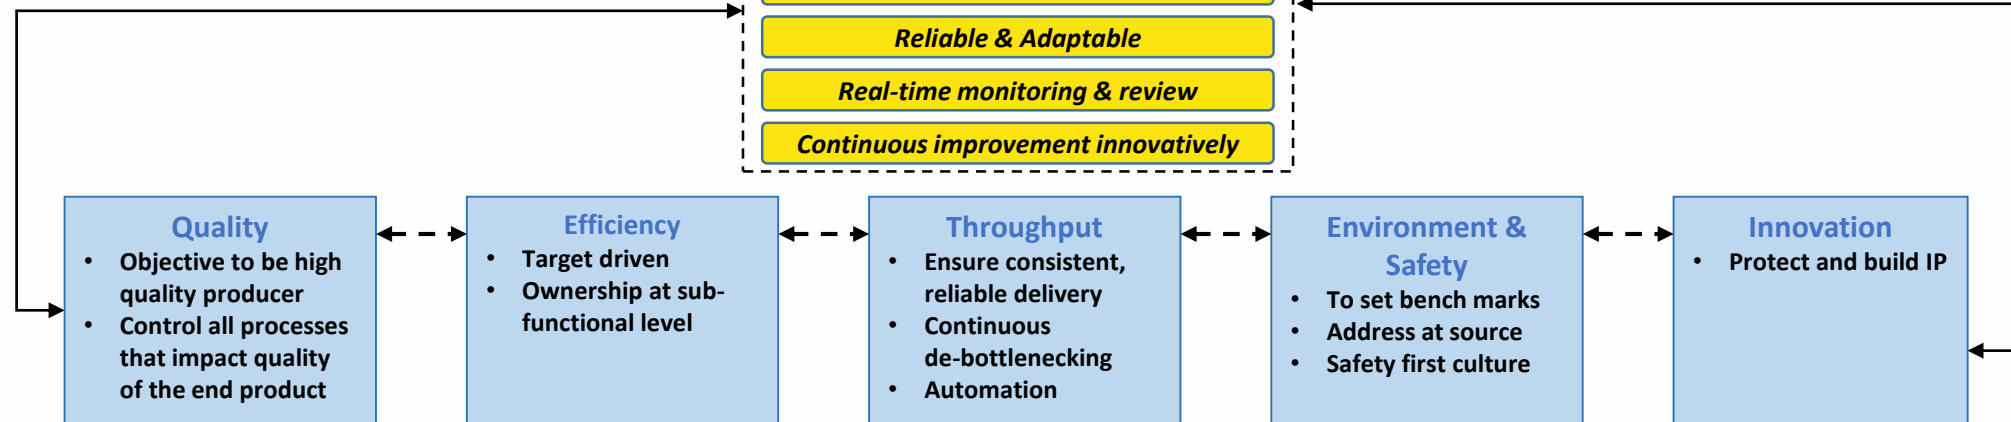 Reliable & Adaptable
Real-time monitoring & review
Continuous improvement innovatively
Quality
• Objective to be high
quality producer
• Control all processes
that impact quality
of the end product
Efficiency
• Target driven
• Ownership at sub-
functional level
Throughput
• Ensure consistent,
reliable delivery
• Continuous
de-bottlenecking
• Automation
Environment &
Safety
• To set bench marks
• Address at source
• Safety first culture
Innovation
• Protect and build IP